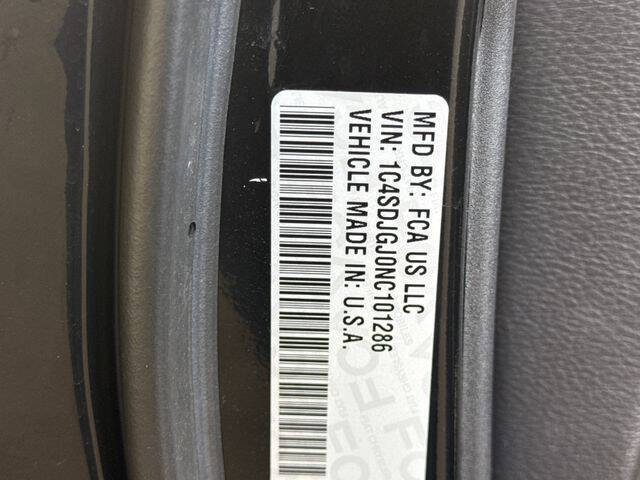 MFD BY: FCA US LLC
VIN: 1C4SDJGJ0NC101286
VEHICLE MADE IN: U.S.A.